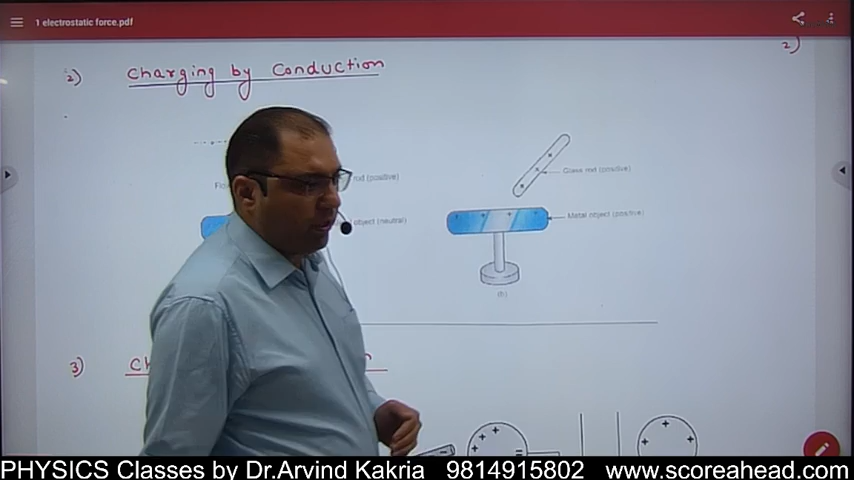 1 electrostatic force.pdf
2)
2) Charging by Conduction
rod (positive)
Glass rod (positive)
object (neutral)
Metal object (positive)
(b)
3)
PHYSICS Classes by Dr.Arvind Kakria 9814915802 www.scoreahead.com/